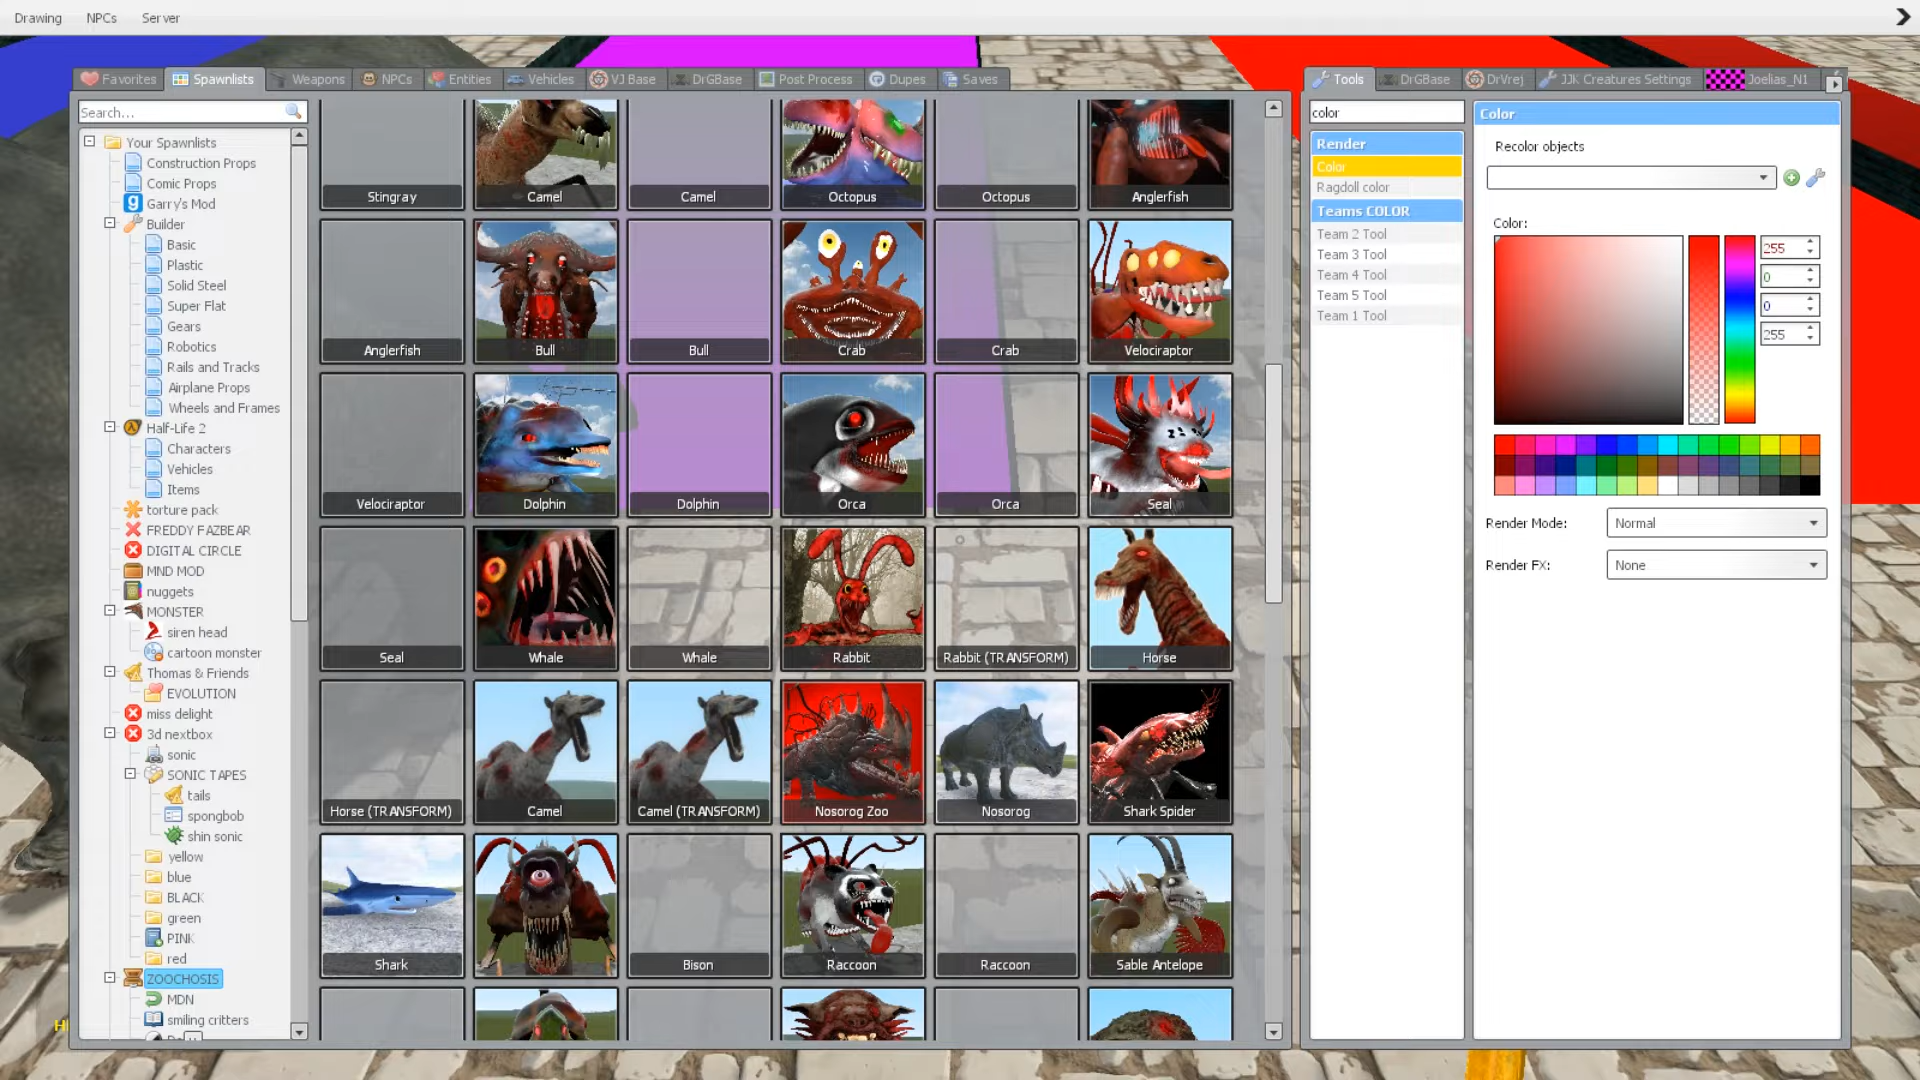 Drawing NPCs Server
Favorites Spawnlists Weapons NPCs Entities Vehicles VJ Base DrGBase Post Process Dupes Saves
Search...
Your Spawnlists
Construction Props
Comic Props
Garry's Mod
Builder
Basic
Plastic
Solid Steel
Super Flat
Gears
Robotics
Rails and Tracks
Airplane Props
Wheels and Frames
Half-Life 2
Characters
Vehicles
Items
torture pack
FREDDY FAZBEAR
DIGITAL CIRCLE
MND MOD
nuggets
MONSTER
siren head
cartoon monster
Thomas & Friends
EVOLUTION
miss delight
3d nextbox
sonic
SONIC TAPES
tails
spongbob
shin sonic
yellow
blue
BLACK
green
PINK
red
ZOOCHOSIS
MDN
smiling critters
Stingray Camel Camel Octopus Octopus Anglerfish
Anglerfish Bull Bull Crab Crab Velociraptor
Velociraptor Dolphin Dolphin Orca Orca Seal
Seal Whale Whale Rabbit Rabbit (TRANSFORM) Horse
Horse (TRANSFORM) Camel Camel (TRANSFORM) Nosorog Zoo Nosorog Shark Spider
Shark Bison Raccoon Raccoon Sable Antelope
Tools DrGBase DrVrej JJK Creatures Settings Joelias_N1
color
Render
Color
Ragdoll color
Teams COLOR
Team 2 Tool
Team 3 Tool
Team 4 Tool
Team 5 Tool
Team 1 Tool
Color
Recolor objects
Color:
255
0
0
255
Render Mode: Normal
Render FX: None